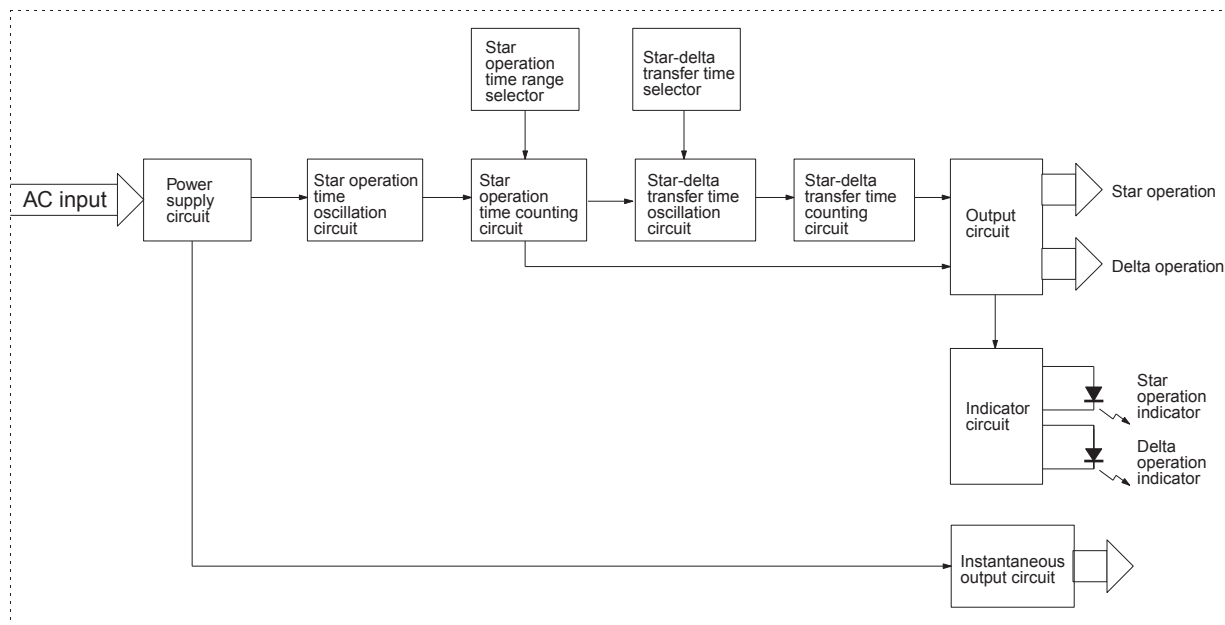 Star
operation
time range
selector
Star-delta
transfer time
selector
AC input
Power
supply
circuit
Star operation
time
oscillation
circuit
Star
operation
time counting
circuit
Star-delta
transfer time
oscillation circuit
Star-delta
transfer time
counting
circuit
Output
circuit
Star operation
Delta operation
Indicator
circuit
Star
operation
indicator
Delta
operation
indicator
Instantaneous
output circuit